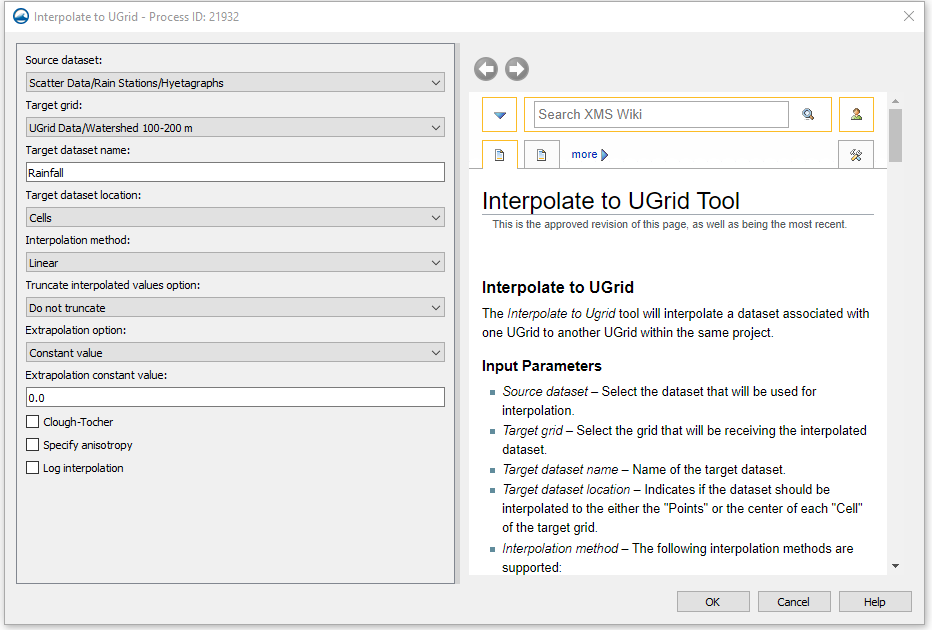 Interpolate to UGrid - Process ID: 21932
Source dataset:
Scatter Data/Rain Stations/Hyetagraphs
Target grid:
UGrid Data/Watershed 100-200 m
Target dataset name:
Rainfall
Target dataset location:
Cells
Interpolation method:
Linear
Truncate interpolated values option:
Do not truncate
Extrapolation option:
Constant value
Extrapolation constant value:
0.0
Clough-Tocher
Specify anisotropy
Log interpolation
Search XMS Wiki
more
Interpolate to UGrid Tool
This is the approved revision of this page, as well as being the most recent.
Interpolate to UGrid
The Interpolate to Ugrid tool will interpolate a dataset associated with
one UGrid to another UGrid within the same project.
Input Parameters
Source dataset – Select the dataset that will be used for
interpolation.
Target grid – Select the grid that will be receiving the interpolated
dataset.
Target dataset name – Name of the target dataset.
Target dataset location – Indicates if the dataset should be
interpolated to the either the "Points" or the center of each "Cell"
of the target grid.
Interpolation method – The following interpolation methods are
supported:
OK
Cancel
Help